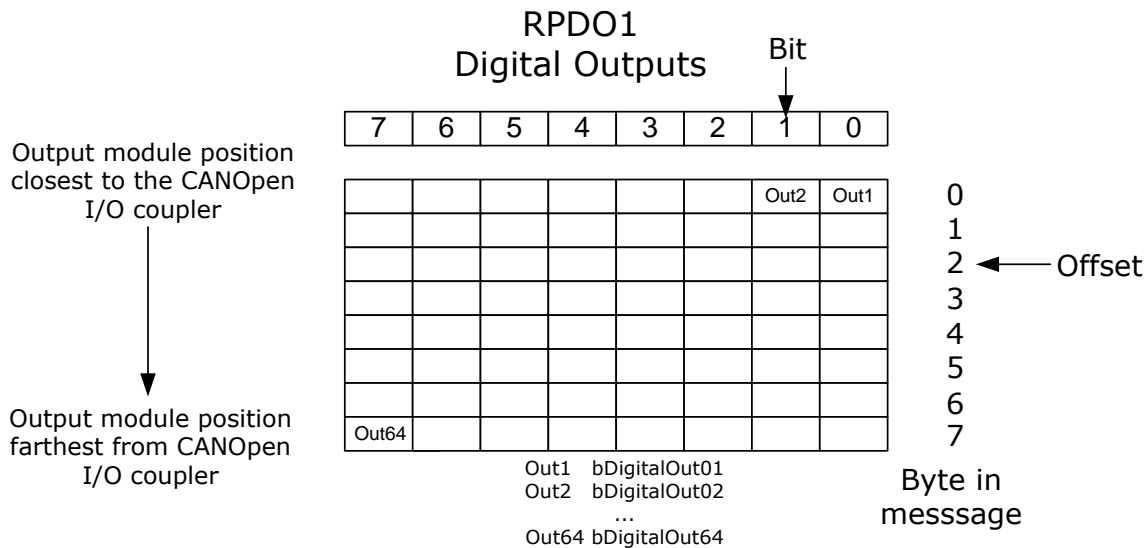 RPDO1
Digital Outputs
Bit
7 6 5 4 3 2 1 0
Output module position
closest to the CANOpen
I/O coupler
Out2 Out1
0
1
2
Offset
3
4
5
6
7
Output module position
farthest from CANOpen
I/O coupler
Out64
Out1 bDigitalOut01
Out2 bDigitalOut02
...
Out64 bDigitalOut64
Byte in
messsage